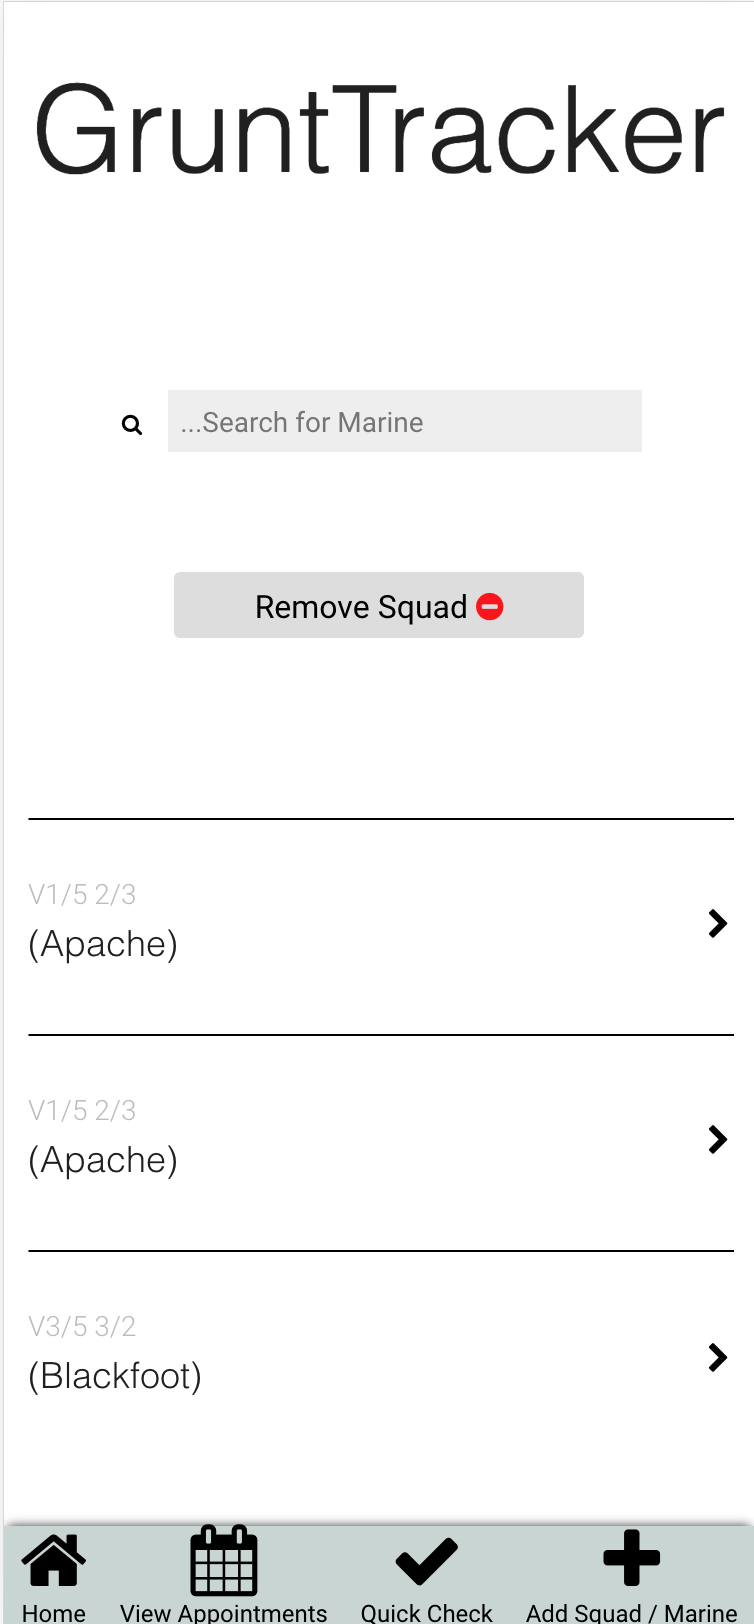 GruntTracker
...Search for Marine
Remove Squad
V1/5 2/3
(Apache)
V1/5 2/3
(Apache)
V3/5 3/2
(Blackfoot)
Home View Appointments Quick Check Add Squad / Marine